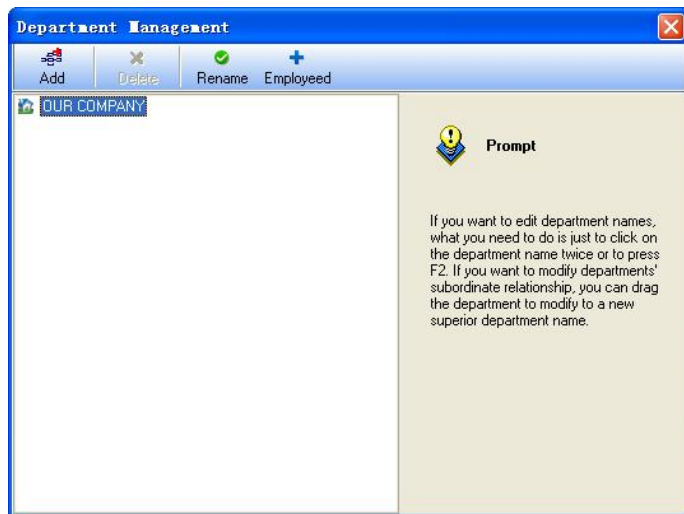 Department Management
Add Delete Rename Employeed
OUR COMPANY
Prompt
If you want to edit department names,
what you need to do is just to click on
the department name twice or to press
F2. If you want to modify departments'
subordinate relationship, you can drag
the department to modify to a new
superior department name.